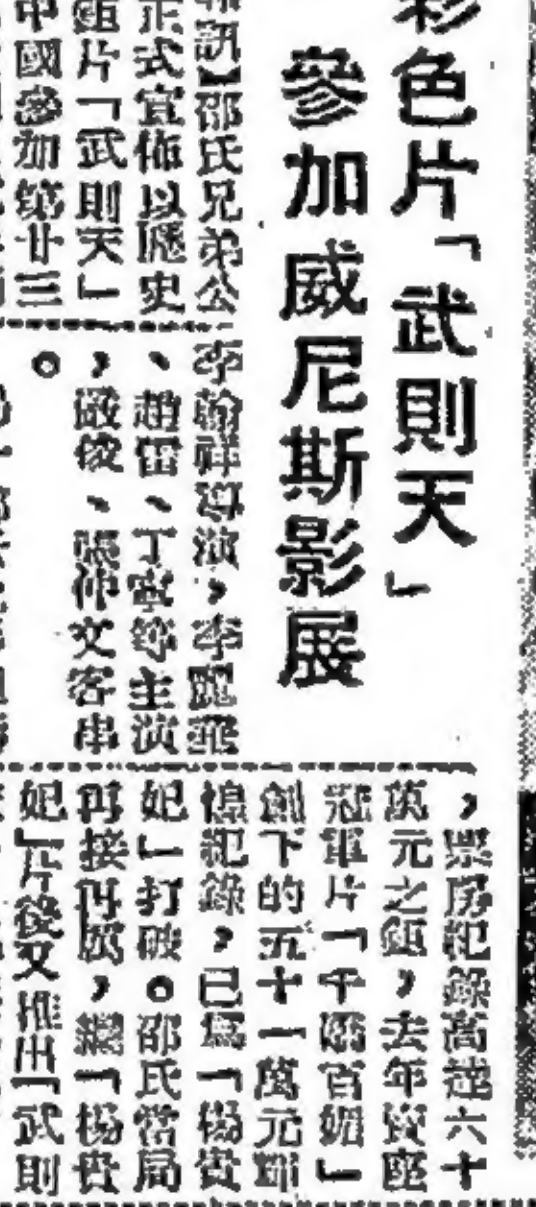 彩色片「武則天」
參加威尼斯影展
訊】邵氏兄弟公
正式宣佈以歷史
鉅片「武則天」
中國參加第廿三
李翰祥導演，李麗華
、趙雷、丁寧等主演
，嚴俊、張仲文客串
。
，票房紀錄高達六十
萬元之鉅，去年賣座
冠軍片「千嬌百媚」
創下的五十一萬元輝
煌紀錄，已為「楊貴
妃」打破。邵氏當局
再接再厲，繼「楊貴
妃」片後又推出「武則